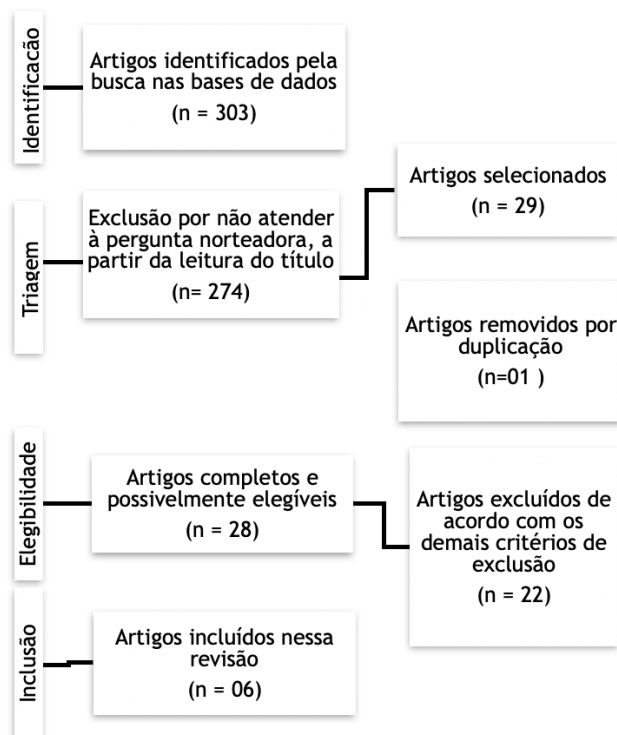 Identificação
Artigos identificados pela
busca nas bases de dados
(n = 303)
Triagem
Exclusão por não atender
à pergunta norteadora, a
partir da leitura do título
(n= 274)
Artigos selecionados
(n = 29)
Artigos removidos por
duplicação
(n=01 )
Elegibilidade
Artigos completos e
possivelmente elegíveis
(n = 28)
Artigos excluídos de
acordo com os
demais critérios de
exclusão
(n = 22)
Inclusão
Artigos incluídos nessa
revisão
(n = 06)